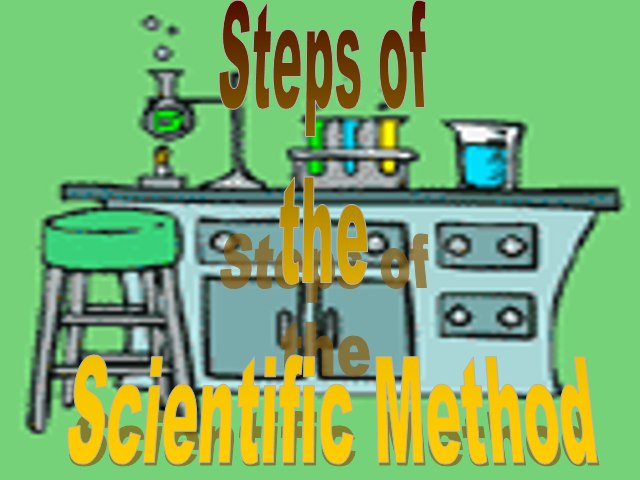 Steps of
the
Scientific Method